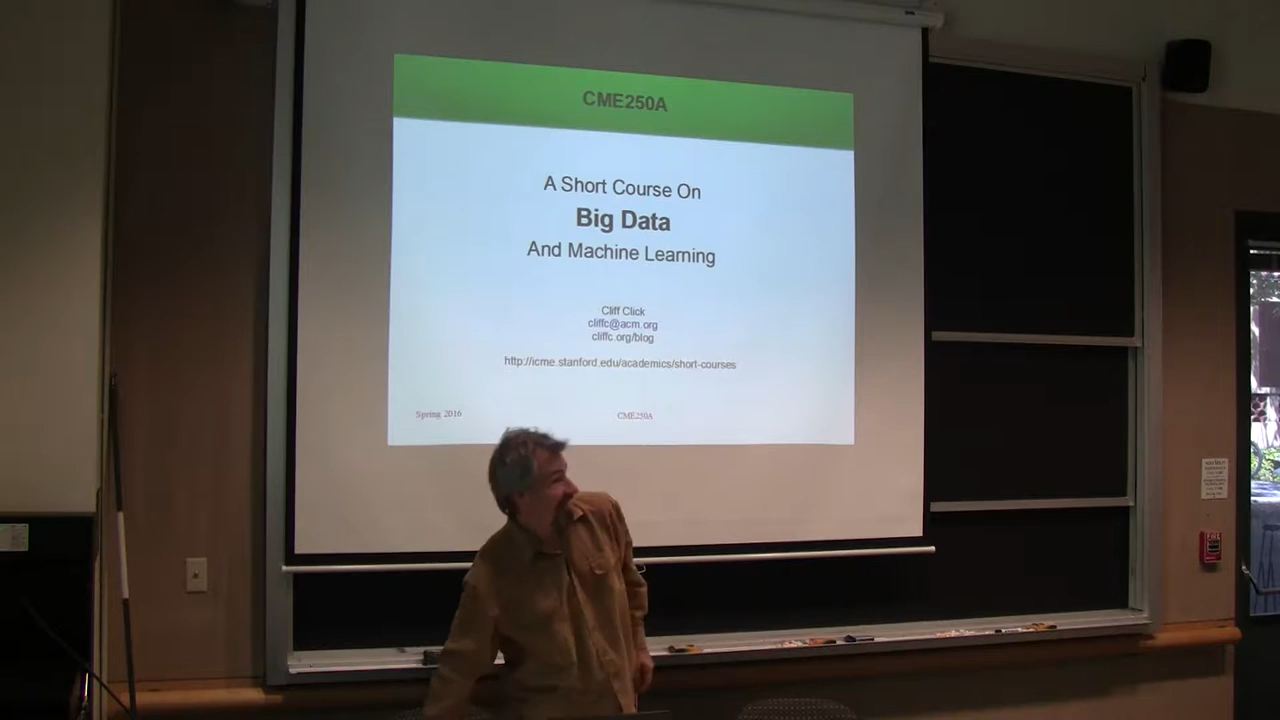 CME250A
A Short Course On
Big Data
And Machine Learning
Cliff Click
cliffc@acm.org
cliffc.org/blog
http://icme.stanford.edu/academics/short-courses
Spring 2016
CME250A